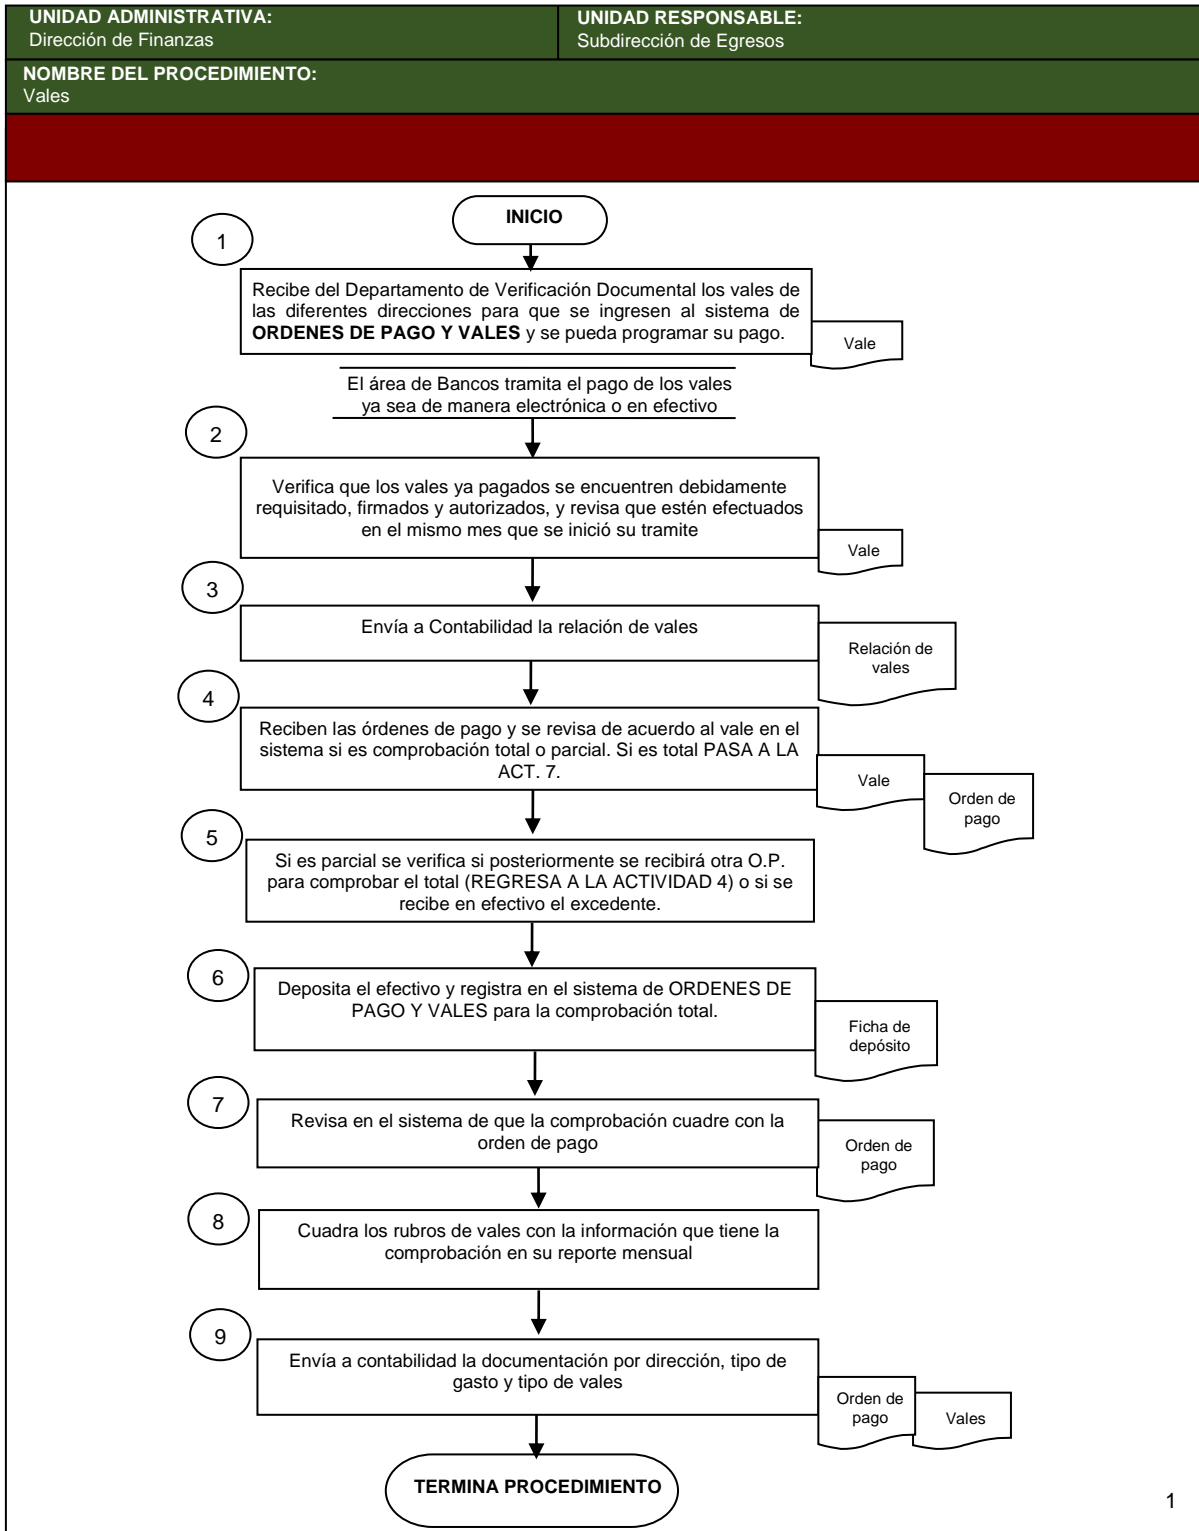 UNIDAD ADMINISTRATIVA:
Dirección de Finanzas
UNIDAD RESPONSABLE:
Subdirección de Egresos
NOMBRE DEL PROCEDIMIENTO:
Vales
INICIO
1
Recibe del Departamento de Verificación Documental los vales de
las diferentes direcciones para que se ingresen al sistema de
ORDENES DE PAGO Y VALES y se pueda programar su pago.
Vale
El área de Bancos tramita el pago de los vales
ya sea de manera electrónica o en efectivo
2
Verifica que los vales ya pagados se encuentren debidamente
requisitado, firmados y autorizados, y revisa que estén efectuados
en el mismo mes que se inició su tramite
Vale
3
Envía a Contabilidad la relación de vales
Relación de
vales
4
Reciben las órdenes de pago y se revisa de acuerdo al vale en el
sistema si es comprobación total o parcial. Si es total PASA A LA
ACT. 7.
Vale
Orden de
pago
5
Si es parcial se verifica si posteriormente se recibirá otra O.P.
para comprobar el total (REGRESA A LA ACTIVIDAD 4) o si se
recibe en efectivo el excedente.
6
Deposita el efectivo y registra en el sistema de ORDENES DE
PAGO Y VALES para la comprobación total.
Ficha de
depósito
7
Revisa en el sistema de que la comprobación cuadre con la
orden de pago
Orden de
pago
8
Cuadra los rubros de vales con la información que tiene la
comprobación en su reporte mensual
9
Envía a contabilidad la documentación por dirección, tipo de
gasto y tipo de vales
Orden de
pago
Vales
TERMINA PROCEDIMIENTO
1